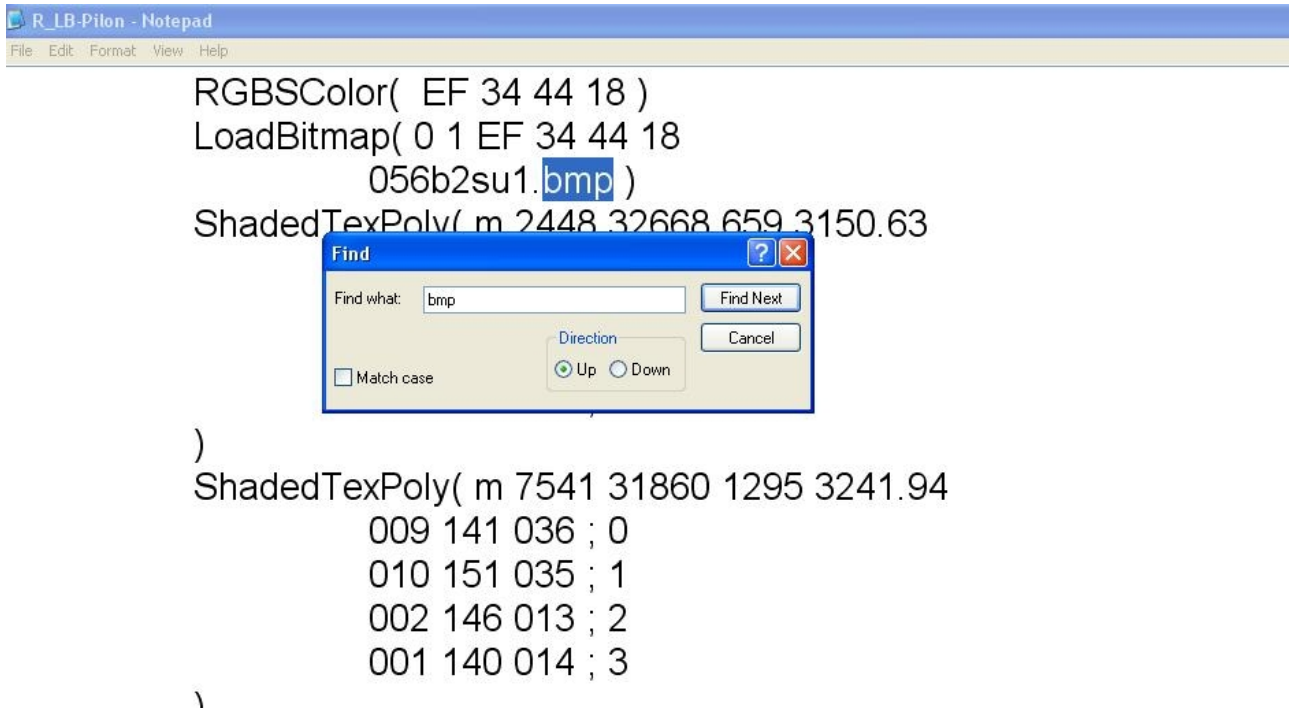 R_LB-Pilon - Notepad
File Edit Format View Help
RGBSColor( EF 34 44 18 )
LoadBitmap( 0 1 EF 34 44 18
056b2su1.bmp )
ShadedTexPoly( m 2448 32668 659 3150.63
Find
Find what: bmp Find Next
Direction Cancel
Match case Up Down
)
ShadedTexPoly( m 7541 31860 1295 3241.94
009 141 036 ; 0
010 151 035 ; 1
002 146 013 ; 2
001 140 014 ; 3
)